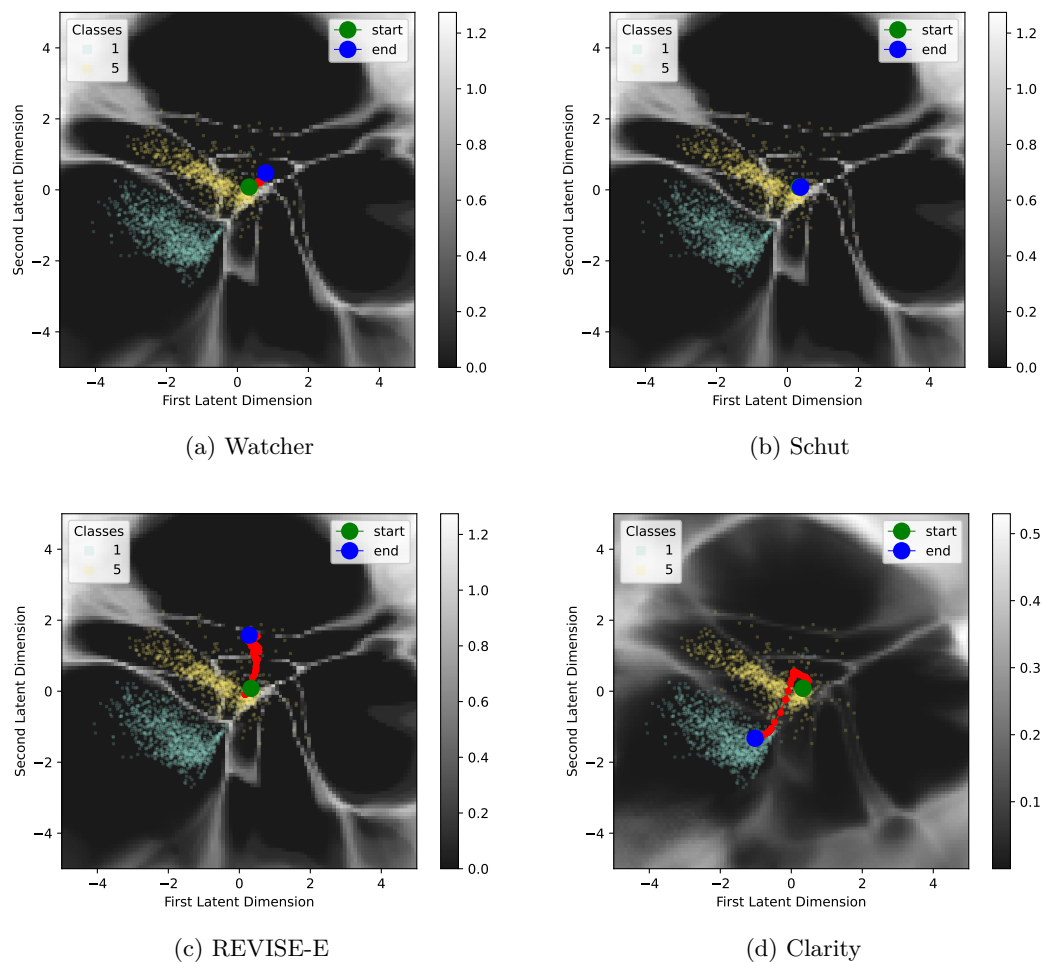 Classes
1
5
start
end
4
2
0
−2
−4
Second Latent Dimension
−4 −2 0 2 4
First Latent Dimension
1.2
1.0
0.8
0.6
0.4
0.2
0.0
(a) Watcher
Classes
1
5
start
end
4
2
0
−2
−4
Second Latent Dimension
−4 −2 0 2 4
First Latent Dimension
1.2
1.0
0.8
0.6
0.4
0.2
0.0
(b) Schut
Classes
1
5
start
end
4
2
0
−2
−4
Second Latent Dimension
−4 −2 0 2 4
First Latent Dimension
1.2
1.0
0.8
0.6
0.4
0.2
0.0
(c) REVISE-E
Classes
1
5
start
end
4
2
0
−2
−4
Second Latent Dimension
−4 −2 0 2 4
First Latent Dimension
0.5
0.4
0.3
0.2
0.1
(d) Clarity